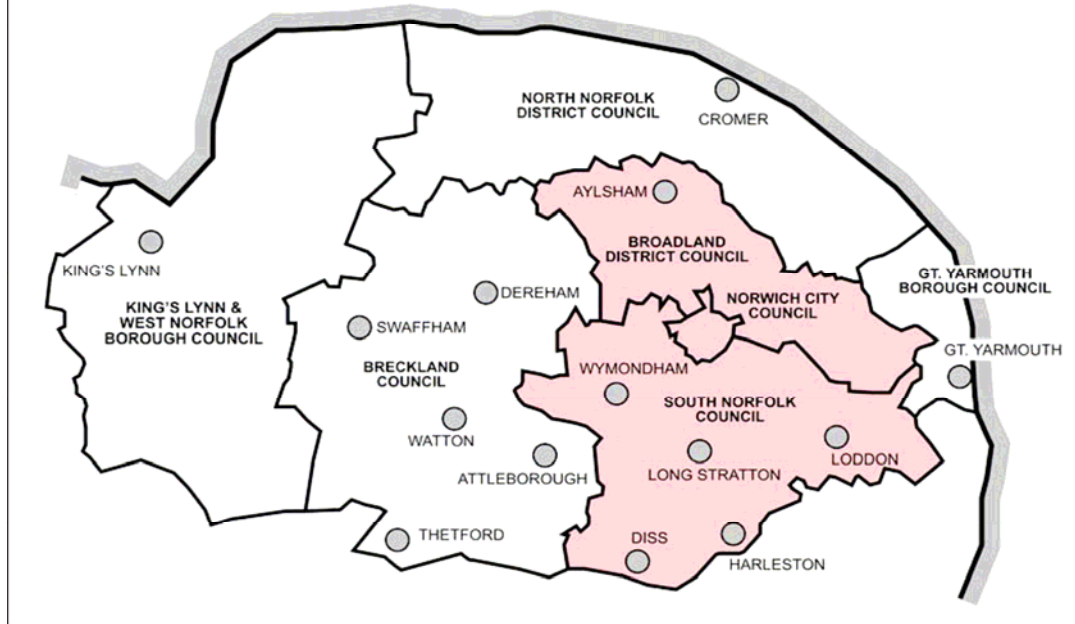 NORTH NORFOLK
DISTRICT COUNCIL
CROMER
AYLSHAM
BROADLAND
DISTRICT COUNCIL
KING'S LYNN
GT. YARMOUTH
BOROUGH COUNCIL
DEREHAM
NORWICH CITY
COUNCIL
KING'S LYNN &
WEST NORFOLK
BOROUGH COUNCIL
SWAFFHAM
GT. YARMOUTH
BRECKLAND
COUNCIL
WYMONDHAM
SOUTH NORFOLK
COUNCIL
WATTON
LODDON
ATTLEBOROUGH
LONG STRATTON
THETFORD
DISS
HARLESTON